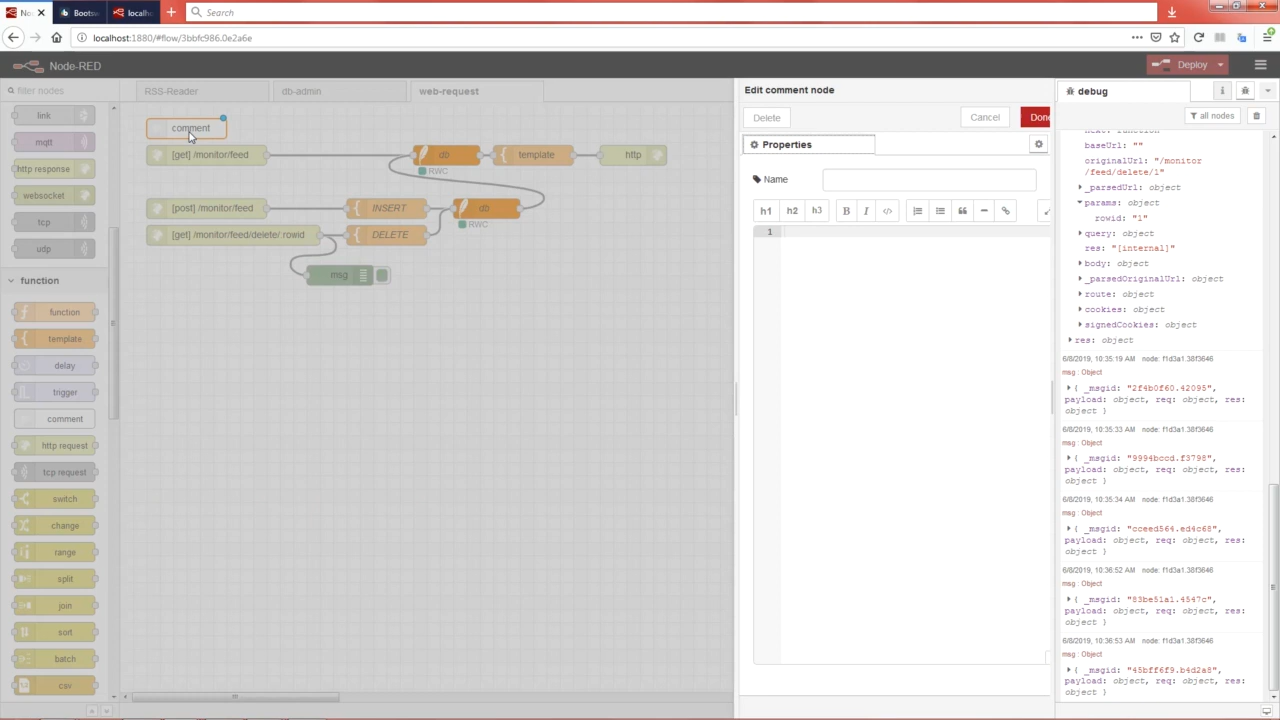 No
Bootsw
localho
Search
localhost:1880/#flow/3bbfc986.0e2a6e
Node-RED
Deploy
filter nodes
RSS-Reader
db-admin
web-request
Edit comment node
debug
Delete
Cancel
Done
all nodes
link
mqtt
http response
websocket
tcp
udp
function
function
template
delay
trigger
comment
http request
tcp request
switch
change
range
split
join
sort
batch
csv
comment
[get] /monitor/feed
db
RWC
template
http
[post] /monitor/feed
INSERT
db
RWC
[get] /monitor/feed/delete/:rowid
DELETE
msg
Properties
Name
h1 h2 h3 B I </>
1
next: function
baseUrl: ""
originalUrl: "/monitor
/feed/delete/1"
_parsedUrl: object
params: object
rowid: "1"
query: object
res: "[internal]"
body: object
_parsedOriginalUrl: object
route: object
cookies: object
signedCookies: object
res: object
6/8/2019, 10:35:19 AM node: f1d3a1.38f3646
msg : Object
{ _msgid: "2f4b0f60.42095",
payload: object, req: object, res:
object }
6/8/2019, 10:35:33 AM node: f1d3a1.38f3646
msg : Object
{ _msgid: "9994bccd.f3798",
payload: object, req: object, res:
object }
6/8/2019, 10:35:34 AM node: f1d3a1.38f3646
msg : Object
{ _msgid: "cceed564.ed4c68",
payload: object, req: object, res:
object }
6/8/2019, 10:36:52 AM node: f1d3a1.38f3646
msg : Object
{ _msgid: "83be51a1.4547c",
payload: object, req: object, res:
object }
6/8/2019, 10:36:53 AM node: f1d3a1.38f3646
msg : Object
{ _msgid: "45bff6f9.b4d2a8",
payload: object, req: object, res:
object }